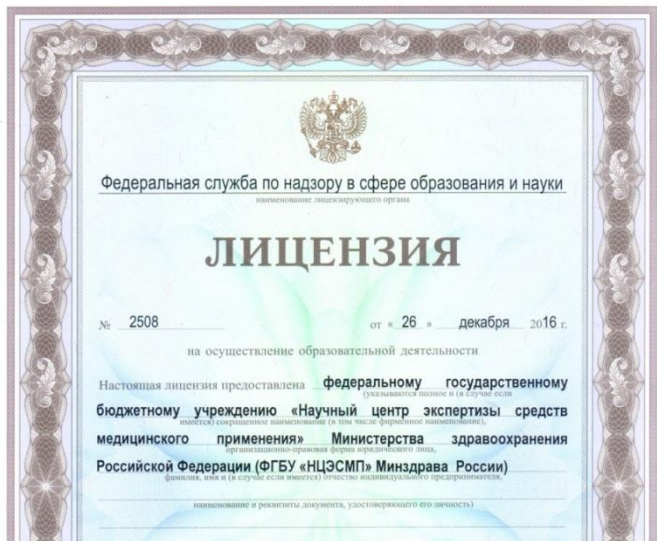 Федеральная служба по надзору в сфере образования и науки
наименование лицензирующего органа
ЛИЦЕНЗИЯ
№ 2508 от « 26 » декабря 2016 г.
на осуществление образовательной деятельности
Настоящая лицензия предоставлена федеральному государственному
(указываются полное и (в случае если
бюджетному учреждению «Научный центр экспертизы средств
имеется) сокращенное наименование (в том числе фирменное наименование),
медицинского применения» Министерства здравоохранения
организационно-правовая форма юридического лица,
Российской Федерации (ФГБУ «НЦЭСМП» Минздрава России)
фамилия, имя и (в случае если имеется) отчество индивидуального предпринимателя,
наименование и реквизиты документа, удостоверяющего его личность)